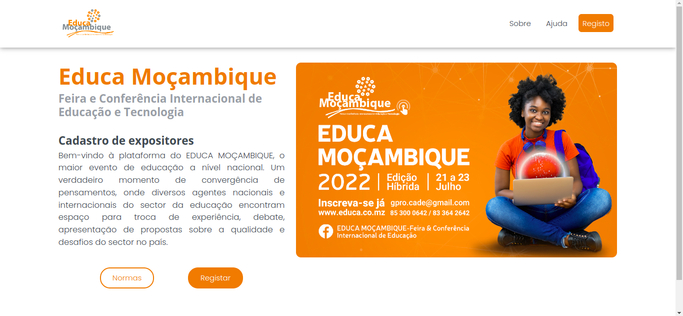 Educa
Moçambique
Sobre
Ajuda
Registo
Educa Moçambique
Feira e Conferência Internacional de
Educação e Tecnologia
Cadastro de expositores
Bem-vindo à plataforma do EDUCA MOÇAMBIQUE, o
maior evento de educação a nível nacional. Um
verdadeiro momento de convergência de
pensamentos, onde diversos agentes nacionais e
internacionais do sector da educação encontram
espaço para troca de experiência, debate,
apresentação de propostas sobre a qualidade e
desafios do sector no país.
Normas
Registar
Educa
Moçambique
EDUCA
MOÇAMBIQUE
2022 | Edição Híbrida | 21 a 23 Julho
Inscreva-se já gpro.cade@gmail.com
www.educa.co.mz 85 300 0642 / 83 364 2642
EDUCA MOÇAMBIQUE-Feira & Conferência
Internacional de Educação